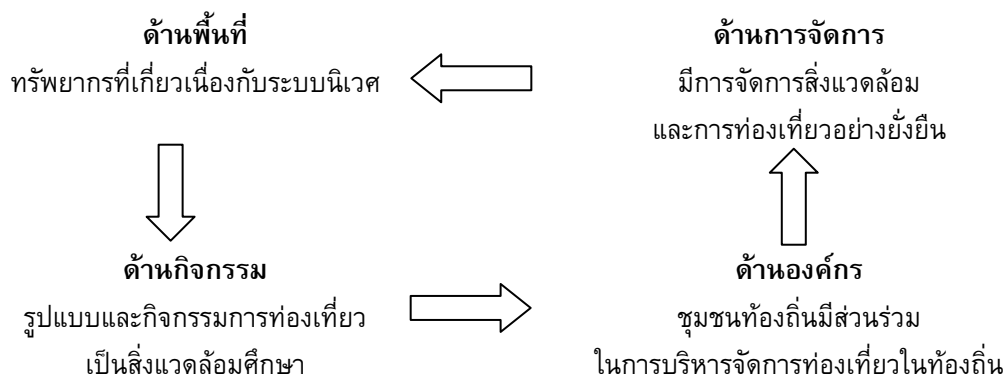 ด้านพื้นที่
ทรัพยากรที่เกี่ยวเนื่องกับระบบนิเวศ
ด้านการจัดการ
มีการจัดการสิ่งแวดล้อม
และการท่องเที่ยวอย่างยั่งยืน
ด้านกิจกรรม
รูปแบบและกิจกรรมการท่องเที่ยว
เป็นสิ่งแวดล้อมศึกษา
ด้านองค์กร
ชุมชนท้องถิ่นมีส่วนร่วม
ในการบริหารจัดการท่องเที่ยวในท้องถิ่น